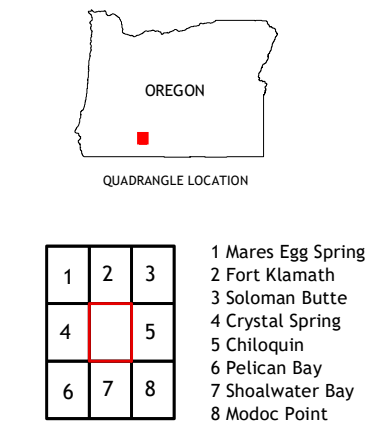 OREGON
QUADRANGLE LOCATION
1 2 3
4 5
6 7 8
1 Mares Egg Spring
2 Fort Klamath
3 Soloman Butte
4 Crystal Spring
5 Chiloquin
6 Pelican Bay
7 Shoalwater Bay
8 Modoc Point